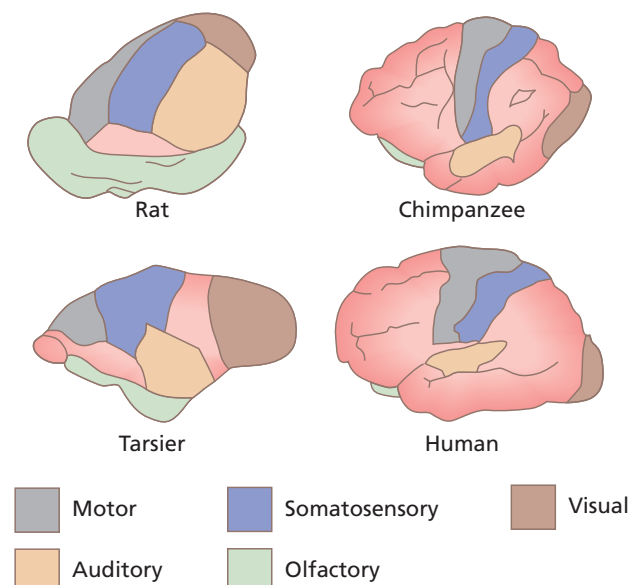 Rat
Chimpanzee
Tarsier
Human
Motor
Somatosensory
Visual
Auditory
Olfactory